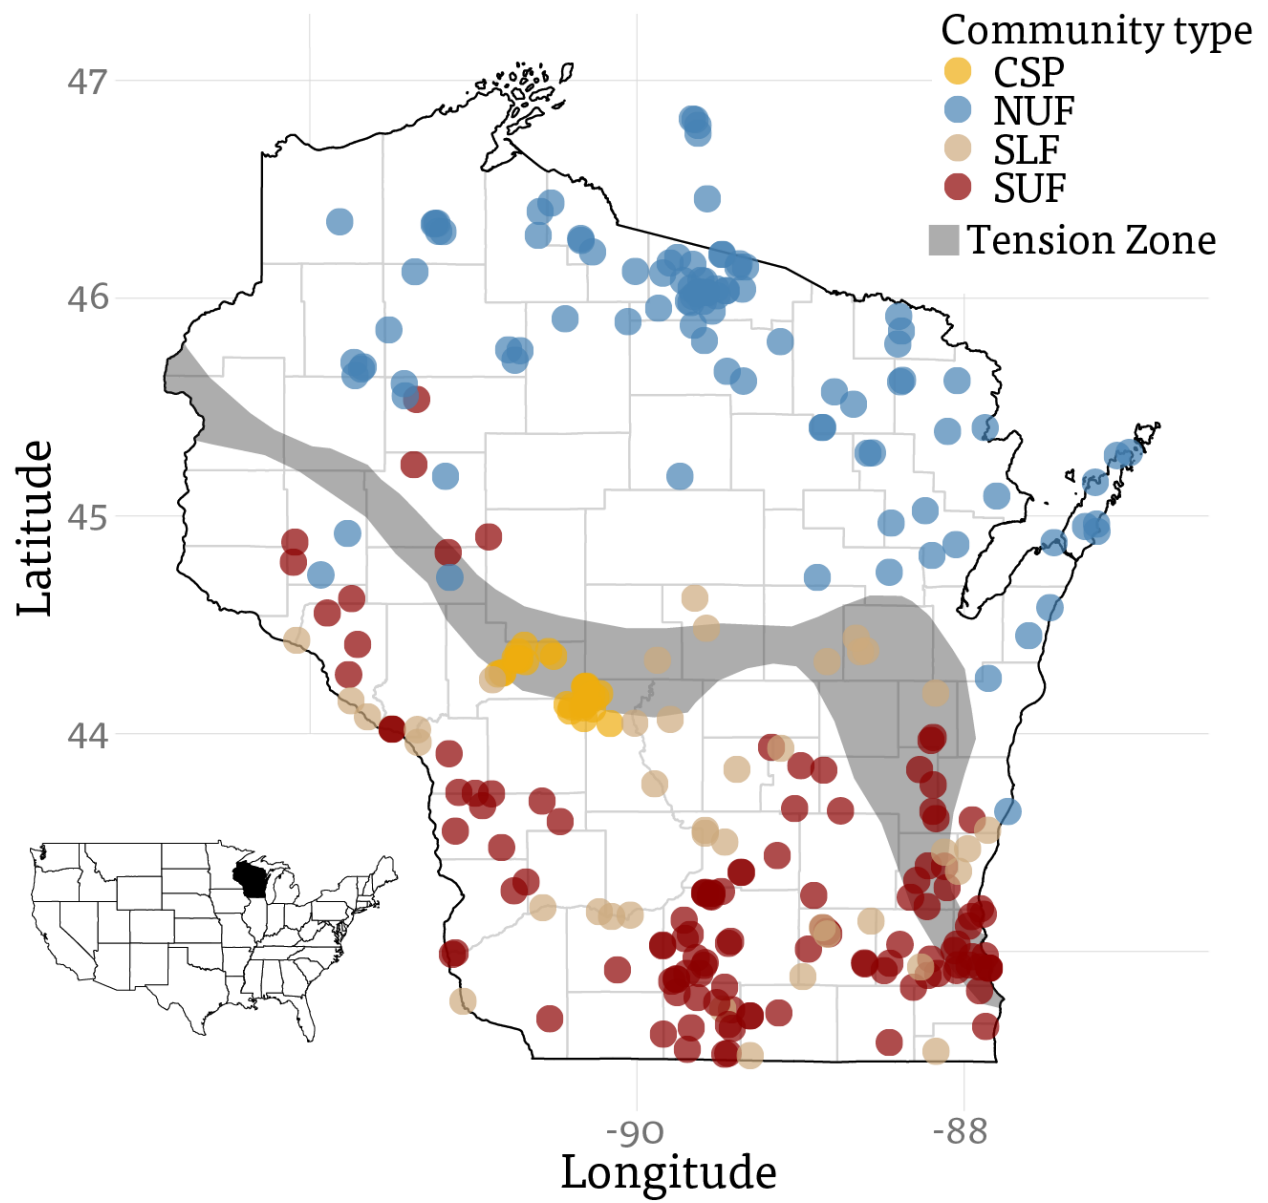 Community type
CSP
NUF
SLF
SUF
Tension Zone
47
46
45
44
Latitude
-90
-88
Longitude